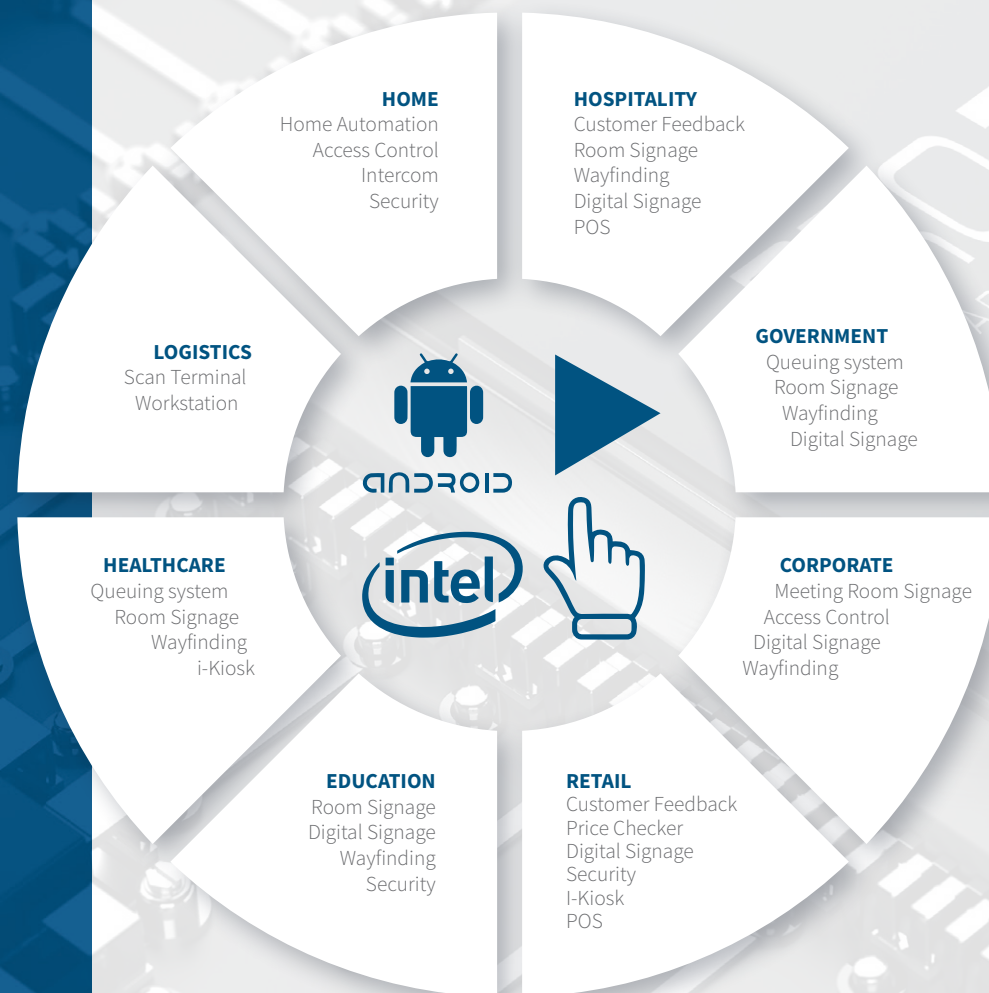 HOME
Home Automation
Access Control
Intercom
Security
HOSPITALITY
Customer Feedback
Room Signage
Wayfinding
Digital Signage
POS
LOGISTICS
Scan Terminal
Workstation
GOVERNMENT
Queuing system
Room Signage
Wayfinding
Digital Signage
android
intel
HEALTHCARE
Queuing system
Room Signage
Wayfinding
i-Kiosk
CORPORATE
Meeting Room Signage
Access Control
Digital Signage
Wayfinding
EDUCATION
Room Signage
Digital Signage
Wayfinding
Security
RETAIL
Customer Feedback
Price Checker
Digital Signage
Security
I-Kiosk
POS